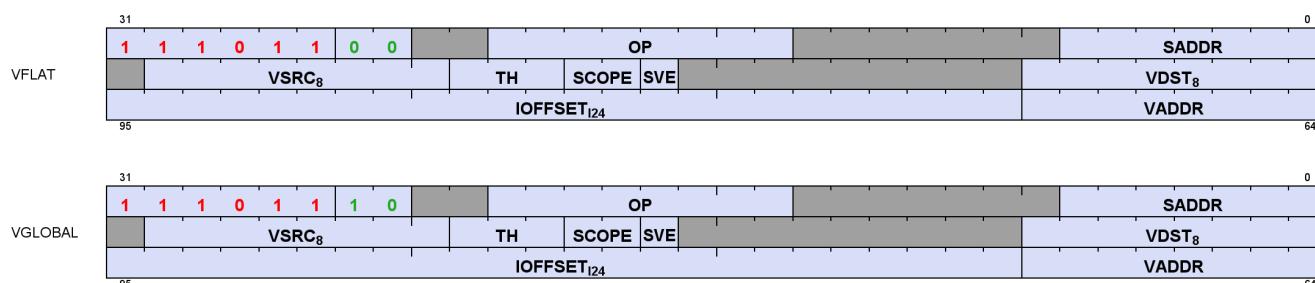 31 0
1 1 1 0 1 1 0 0 OP SADDR
VFLAT VSRC8 TH SCOPE SVE VDST8
IOFFSETI24 VADDR
95 64
31 0
1 1 1 0 1 1 1 0 OP SADDR
VGLOBAL VSRC8 TH SCOPE SVE VDST8
IOFFSETI24 VADDR